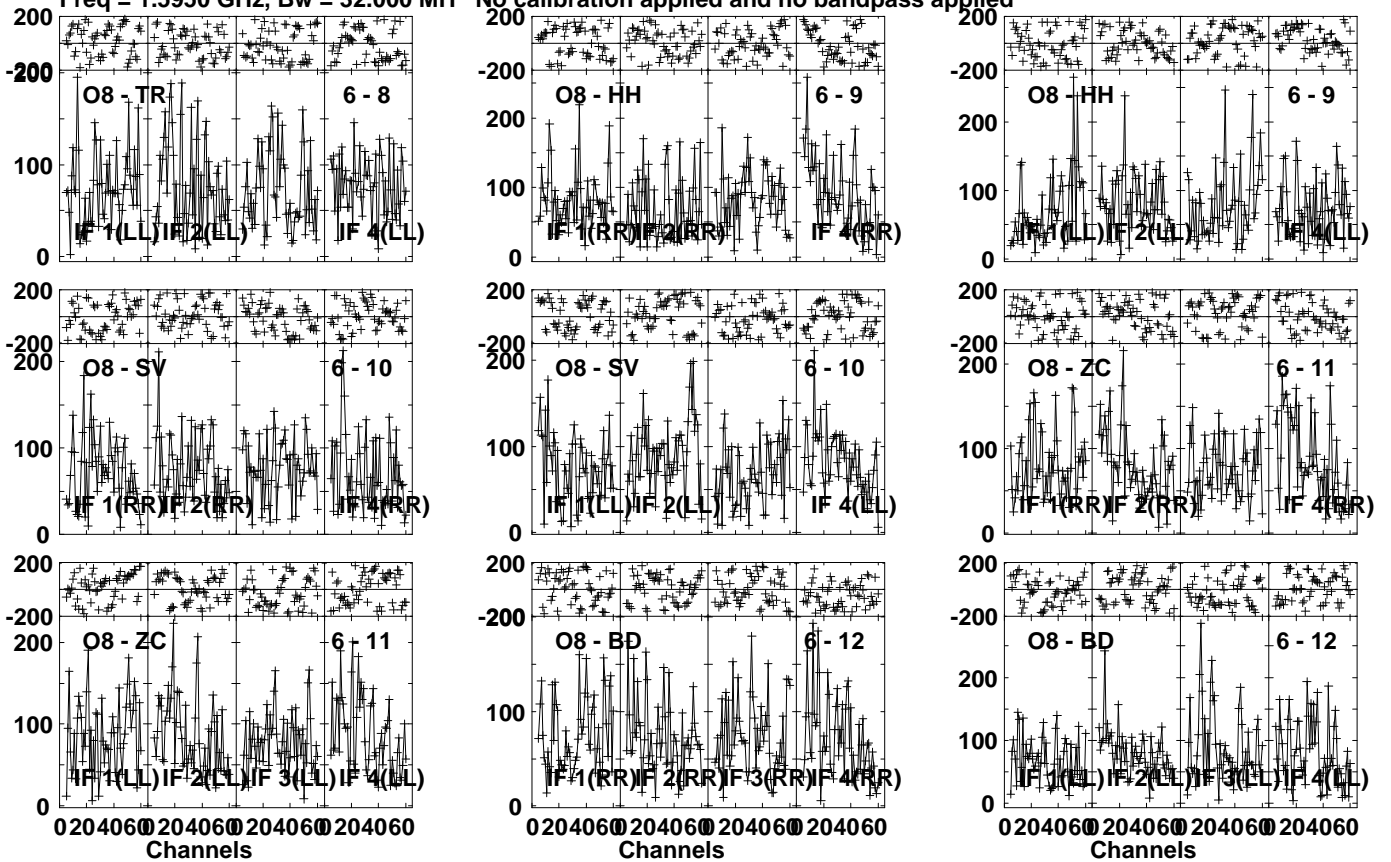 Freq = 1.5950 GHz, Bw = 32.000 MH No calibration applied and no bandpass applied
200 200 200
-200 -200 -200
200 O8 - TR 6 - 8
IF 1(LL) IF 2(LL) IF 4(LL)
100
0
200 O8 - HH 6 - 9
IF 1(RR) IF 2(RR) IF 4(RR)
100
0
200 O8 - HH 6 - 9
IF 1(LL) IF 2(LL) IF 4(LL)
100
0
200 200 200
-200 -200 -200
200 O8 - SV 6 - 10
IF 1(RR) IF 2(RR) IF 4(RR)
100
0
200 O8 - SV 6 - 10
IF 1(LL) IF 2(LL) IF 4(LL)
100
0
200 O8 - ZC 6 - 11
IF 1(RR) IF 2(RR) IF 4(RR)
100
0
200 200 200
-200 -200 -200
200 O8 - ZC 6 - 11
IF 1(LL) IF 2(LL) IF 3(LL) IF 4(LL)
100
0
0 20 40 60 0 20 40 60 0 20 40 60 0 20 40 60
Channels
200 O8 - BD 6 - 12
IF 1(RR) IF 2(RR) IF 3(RR) IF 4(RR)
100
0
0 20 40 60 0 20 40 60 0 20 40 60 0 20 40 60
Channels
200 O8 - BD 6 - 12
IF 1(LL) IF 2(LL) IF 3(LL) IF 4(LL)
100
0
0 20 40 60 0 20 40 60 0 20 40 60 0 20 40 60
Channels